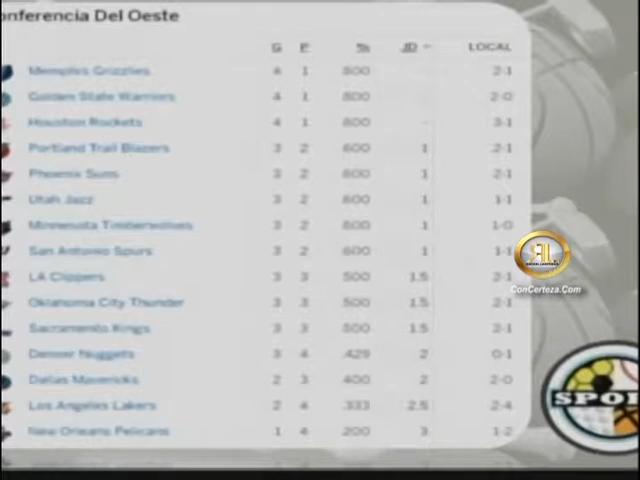 onferencia Del Oeste
G P % JD LOCAL
Memphis Grizzlies 4 1 800 2-1
Golden State Warriors 4 1 800 2-0
Houston Rockets 4 1 800 - 3-1
Portland Trail Blazers 3 2 600 1 2-1
Phoenix Suns 3 2 600 1 2-1
Utah Jazz 3 2 600 1 1-1
Minnesota Timberwolves 3 2 600 1 1-0
San Antonio Spurs 3 2 600 1 1-1
LA Clippers 3 3 500 1.5 2-1
Oklahoma City Thunder 3 3 500 1.5 2-1
Sacramento Kings 3 3 500 1.5 2-1
Denver Nuggets 3 4 .429 2 0-1
Dallas Mavericks 2 3 400 2 2-0
Los Angeles Lakers 2 4 .333 2.5 2-4
New Orleans Pelicans 1 4 200 3 1-2
RL
ConCerteza.Com
SPOR